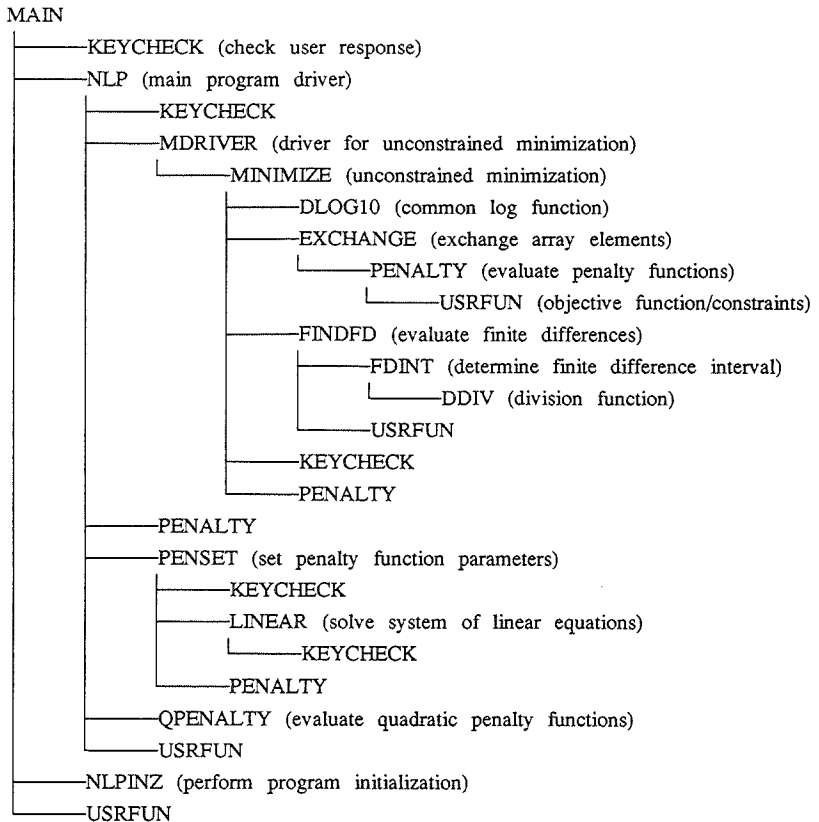 MAIN
KEYCHECK (check user response)
NLP (main program driver)
KEYCHECK
MDRIVER (driver for unconstrained minimization)
MINIMIZE (unconstrained minimization)
DLOG10 (common log function)
EXCHANGE (exchange array elements)
PENALTY (evaluate penalty functions)
USRFUN (objective function/constraints)
FINDFD (evaluate finite differences)
FDINT (determine finite difference interval)
DDIV (division function)
USRFUN
KEYCHECK
PENALTY
PENALTY
PENSET (set penalty function parameters)
KEYCHECK
LINEAR (solve system of linear equations)
KEYCHECK
PENALTY
QPENALTY (evaluate quadratic penalty functions)
USRFUN
NLPINZ (perform program initialization)
USRFUN